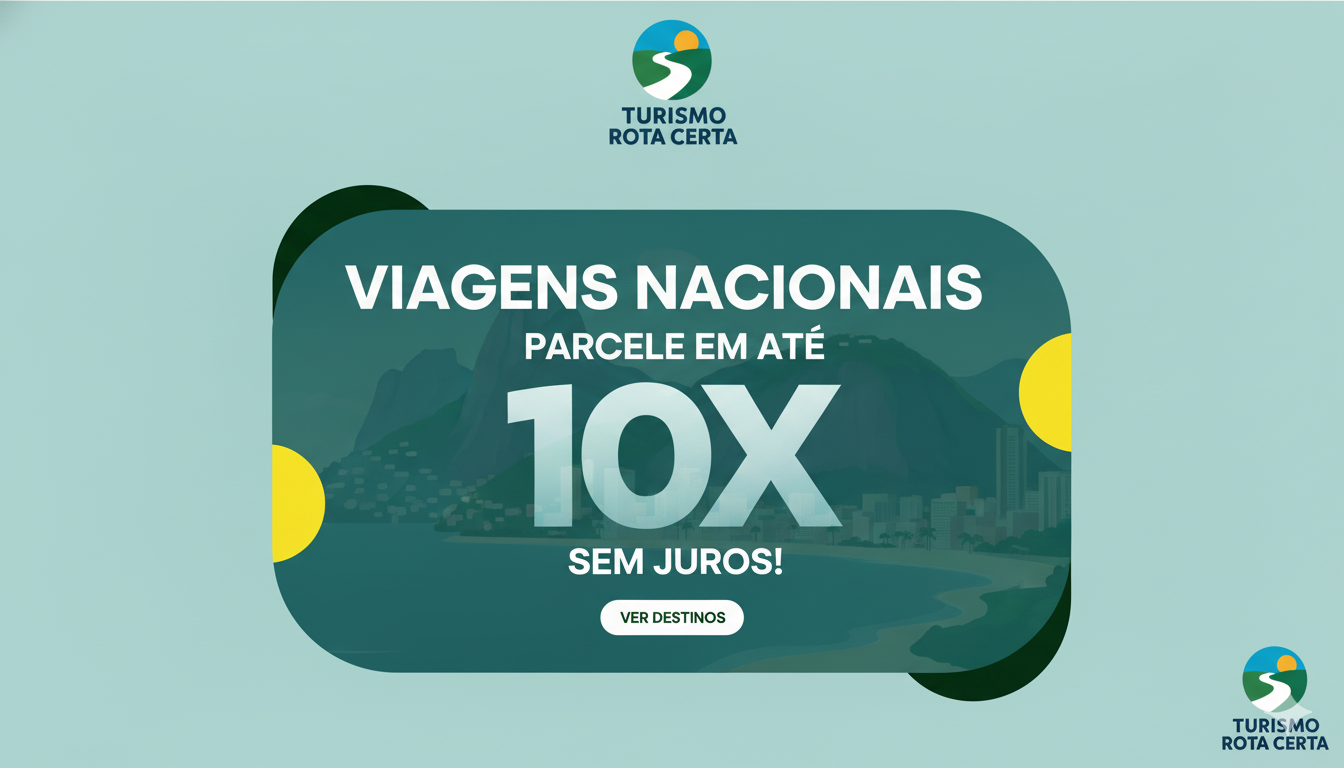 TURISMO
ROTA CERTA
VIAGENS NACIONAIS
PARCELE EM ATÉ
10X
SEM JUROS!
VER DESTINOS
TURISMO
ROTA CERTA